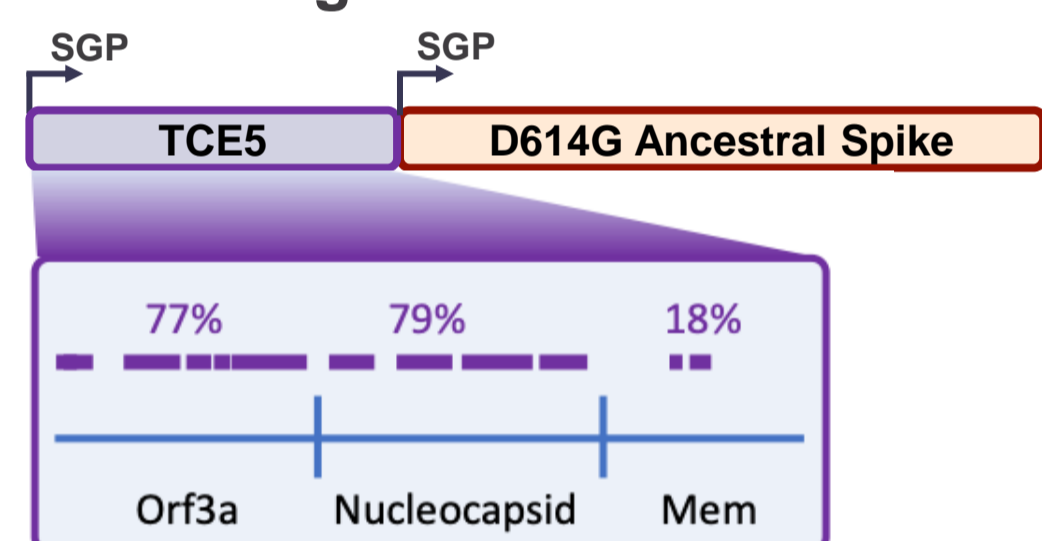 SGP SGP
TCE5 D614G Ancestral Spike
77% 79% 18%
Orf3a Nucleocapsid Mem